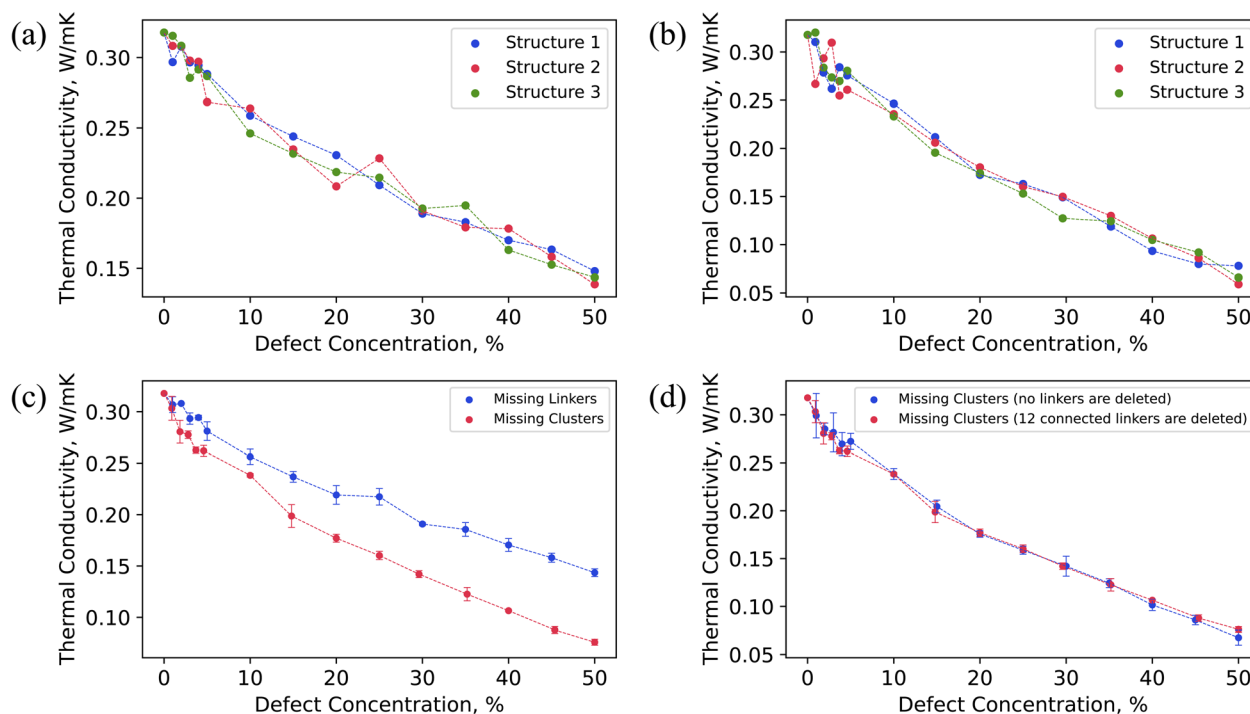 (a)
Thermal Conductivity, W/mK
0.30
0.25
0.20
0.15
Structure 1
Structure 2
Structure 3
0 10 20 30 40 50
Defect Concentration, %
(b)
Thermal Conductivity, W/mK
0.30
0.25
0.20
0.15
0.10
0.05
Structure 1
Structure 2
Structure 3
0 10 20 30 40 50
Defect Concentration, %
(c)
Thermal Conductivity, W/mK
0.30
0.25
0.20
0.15
0.10
Missing Linkers
Missing Clusters
0 10 20 30 40 50
Defect Concentration, %
(d)
Thermal Conductivity, W/mK
0.30
0.25
0.20
0.15
0.10
0.05
Missing Clusters (no linkers are deleted)
Missing Clusters (12 connected linkers are deleted)
0 10 20 30 40 50
Defect Concentration, %